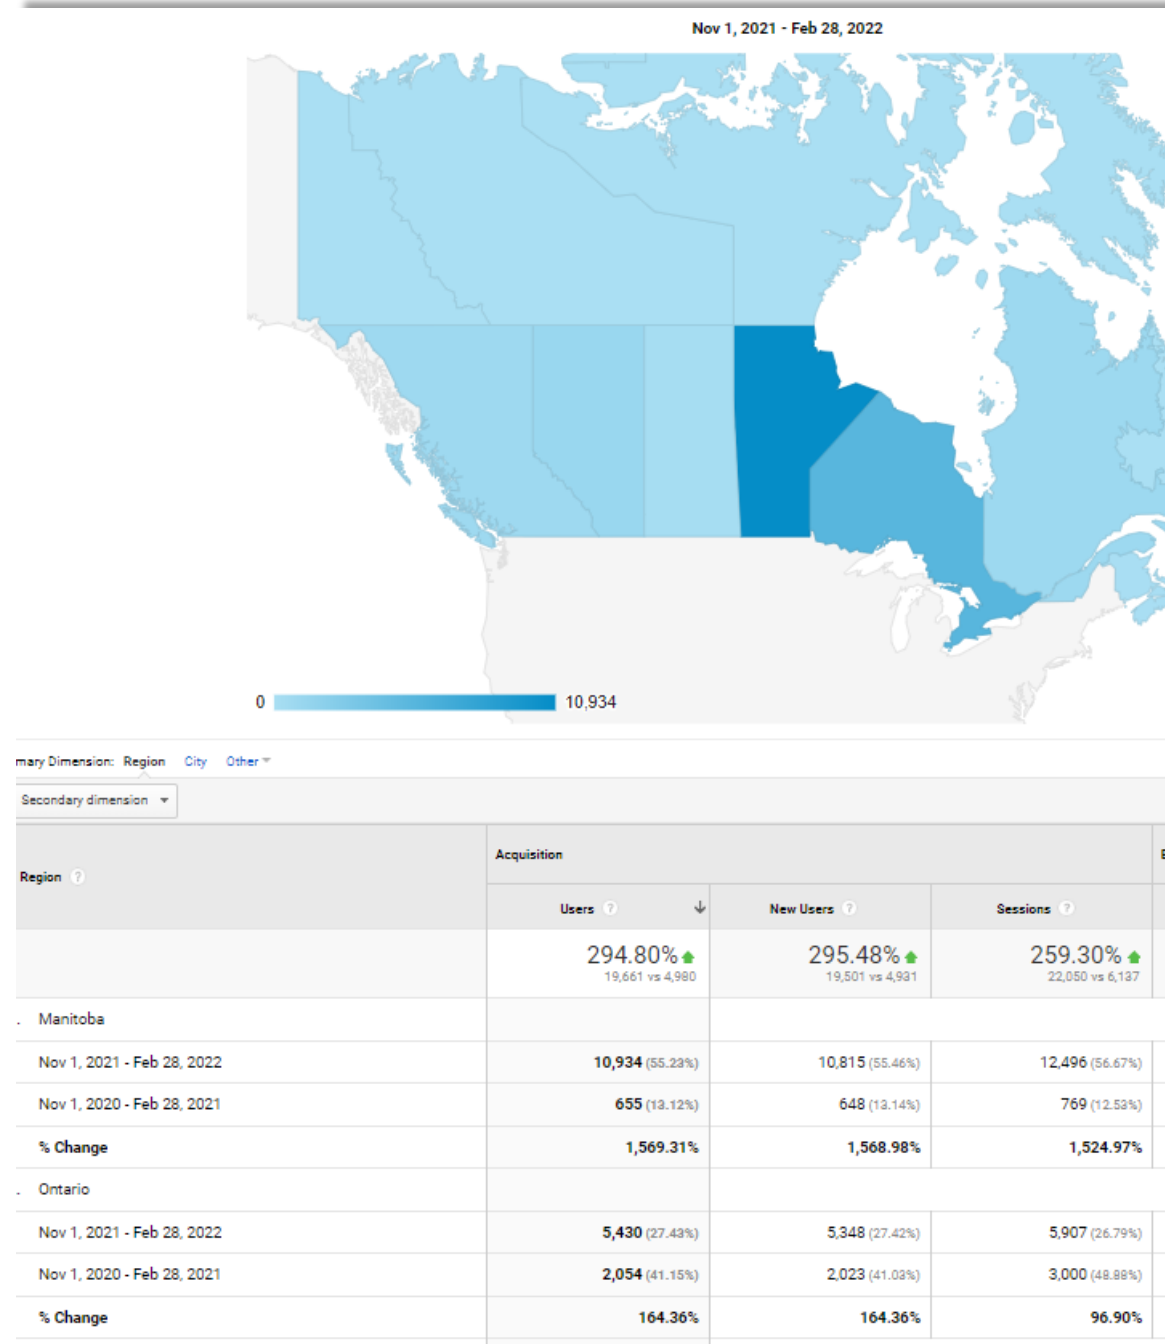 Nov 1, 2021 - Feb 28, 2022
0 10,934
mary Dimension: Region City Other
Secondary dimension
Region ? Acquisition
Users ? New Users ? Sessions ?
294.80% 295.48% 259.30%
19,661 vs 4,980 19,501 vs 4,931 22,050 vs 6,137
. Manitoba
Nov 1, 2021 - Feb 28, 2022 10,934 (55.23%) 10,815 (55.46%) 12,496 (56.67%)
Nov 1, 2020 - Feb 28, 2021 655 (13.12%) 648 (13.14%) 769 (12.53%)
% Change 1,569.31% 1,568.98% 1,524.97%
. Ontario
Nov 1, 2021 - Feb 28, 2022 5,430 (27.43%) 5,348 (27.42%) 5,907 (26.79%)
Nov 1, 2020 - Feb 28, 2021 2,054 (41.15%) 2,023 (41.03%) 3,000 (48.88%)
% Change 164.36% 164.36% 96.90%